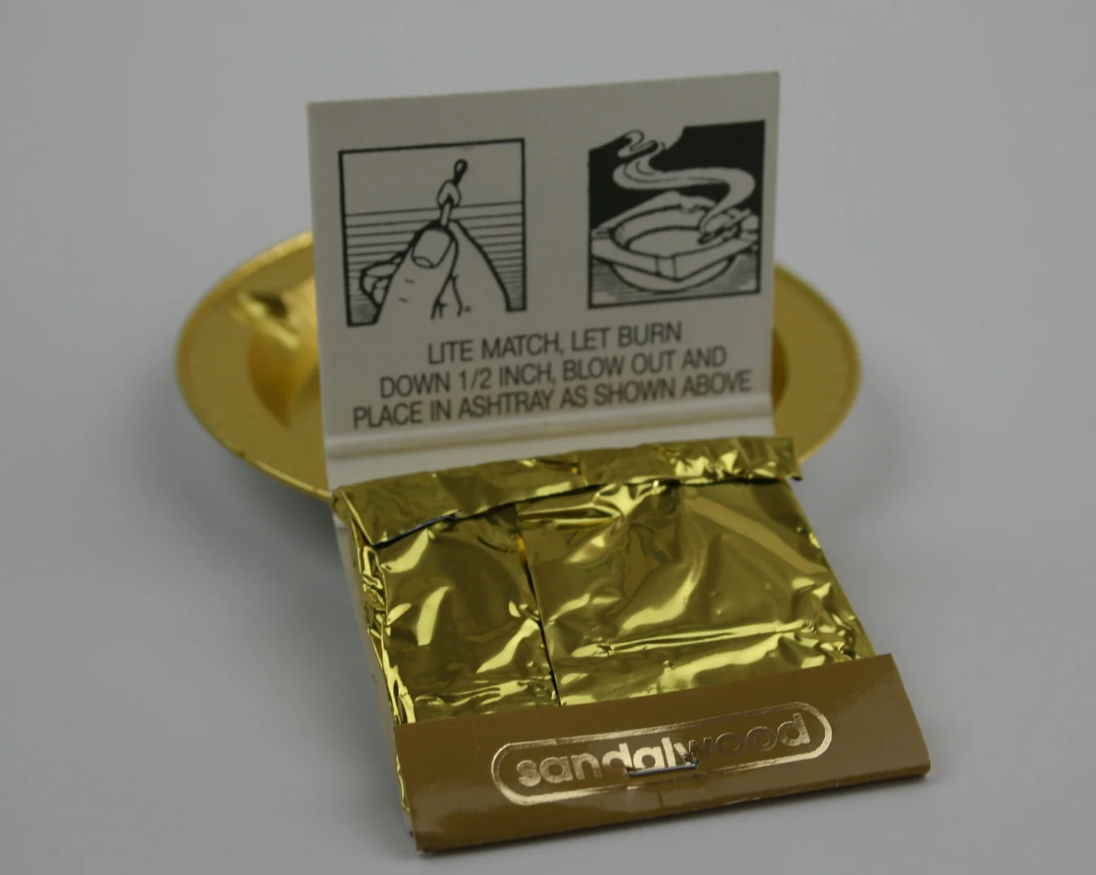 LITE MATCH, LET BURN
DOWN 1/2 INCH, BLOW OUT AND
PLACE IN ASHTRAY AS SHOWN ABOVE
sandalwood